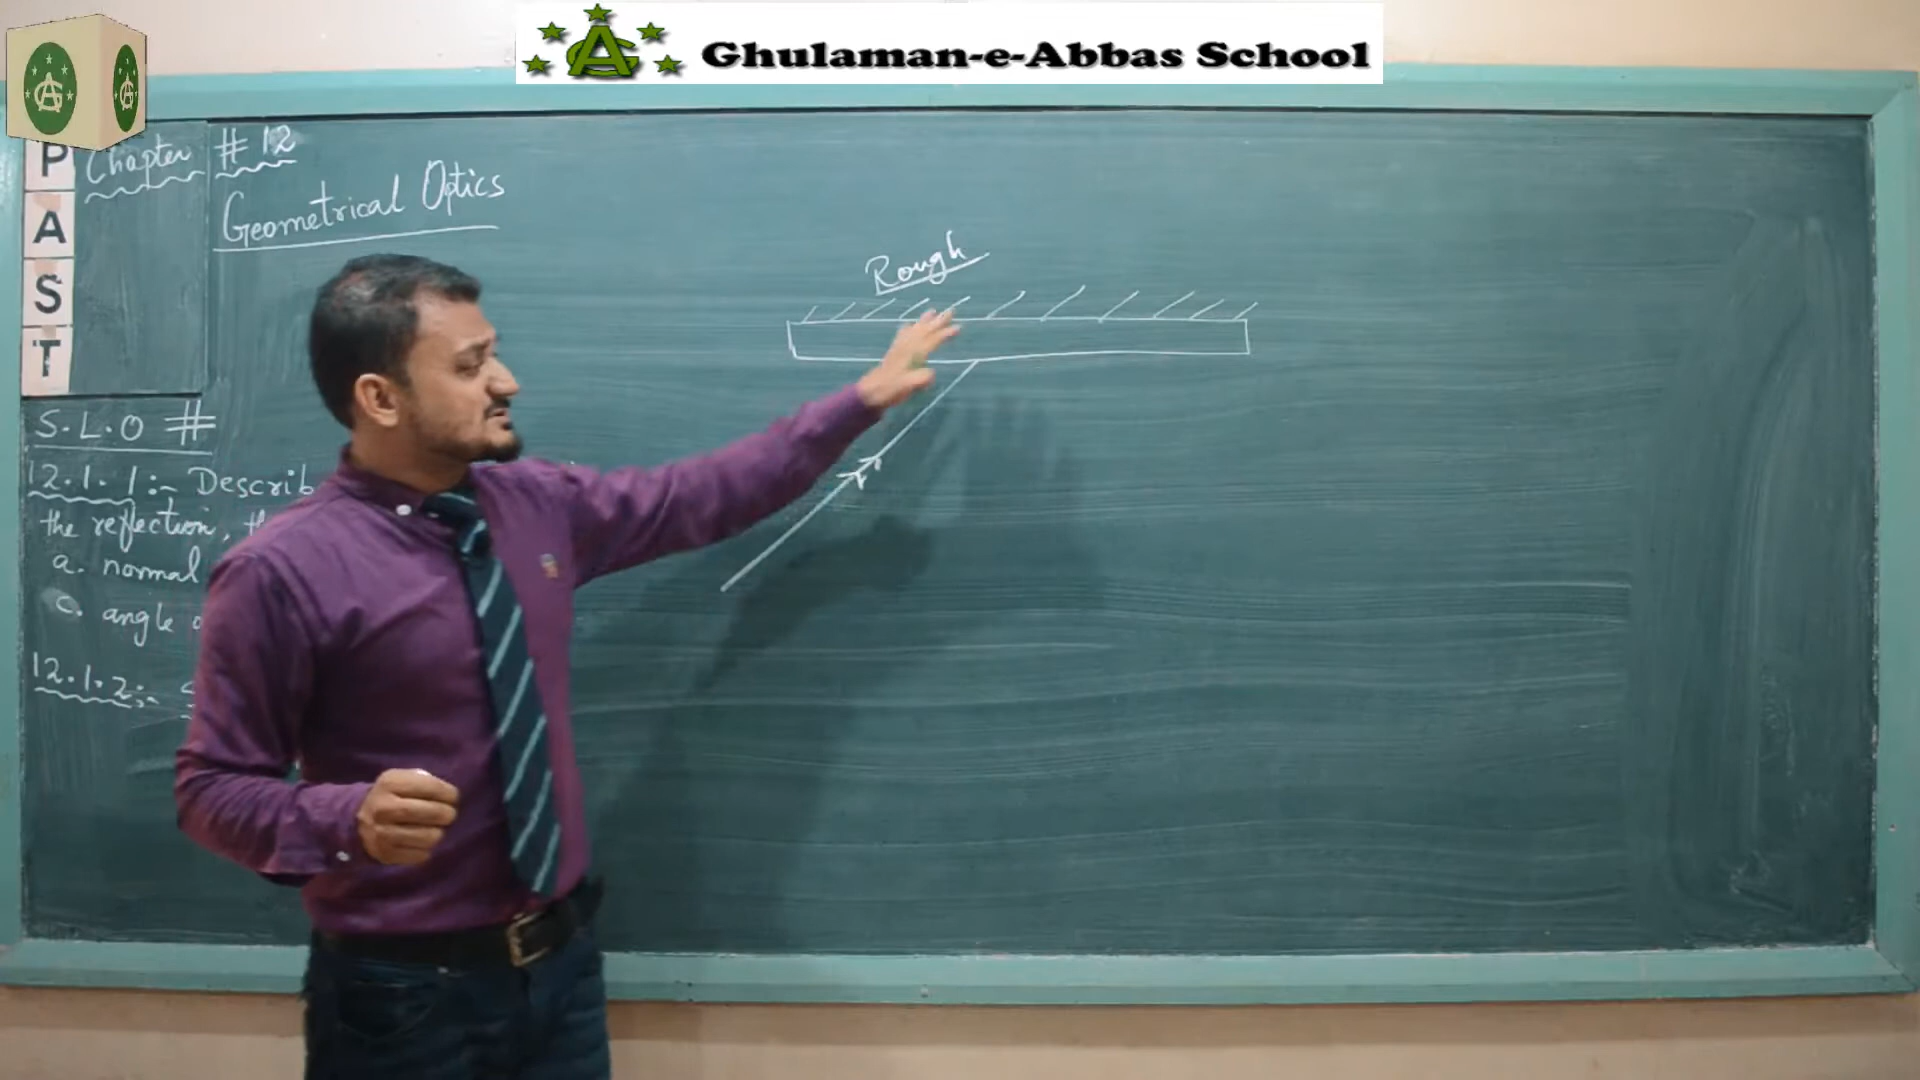 Ghulaman-e-Abbas School
P
A
S
T
Chapter # 12
Geometrical Optics
Rough
S.L.O #
12.1.1:- Describ
the reflection,
a. normal
c. angle
12.1.2:-